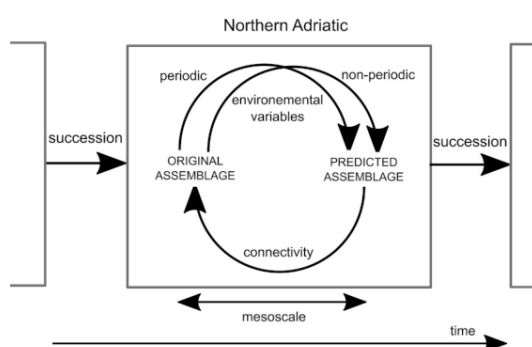 Northern Adriatic
periodic
non-periodic
environemental
variables
succession
succession
ORIGINAL
ASSEMBLAGE
PREDICTED
ASSEMBLAGE
connectivity
mesoscale
time